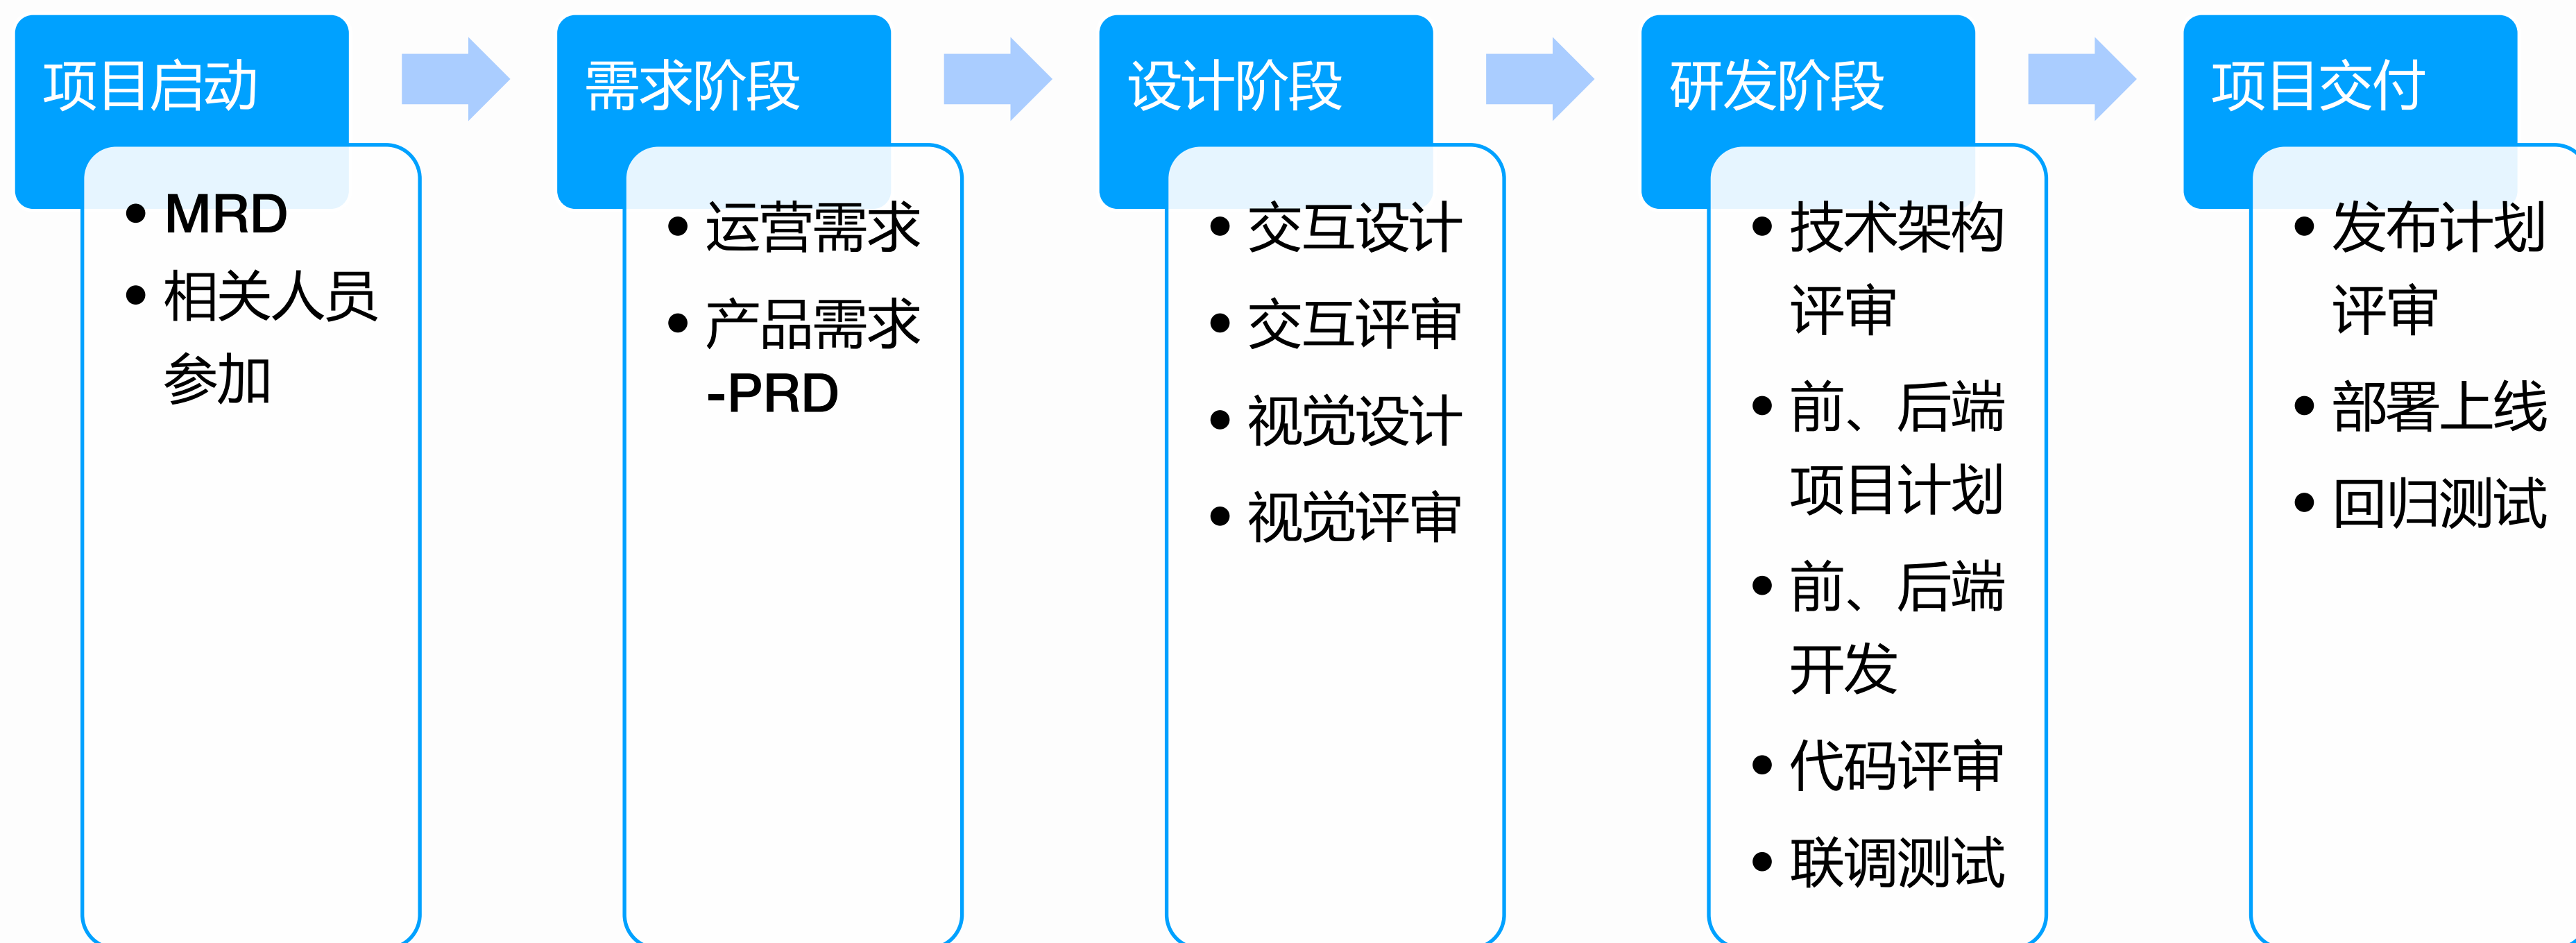 项目启动
• MRD
• 相关人员
参加
需求阶段
• 运营需求
• 产品需求
-PRD
设计阶段
• 交互设计
• 交互评审
• 视觉设计
• 视觉评审
研发阶段
• 技术架构
评审
• 前、后端
项目计划
• 前、后端
开发
• 代码评审
• 联调测试
项目交付
• 发布计划
评审
• 部署上线
• 回归测试